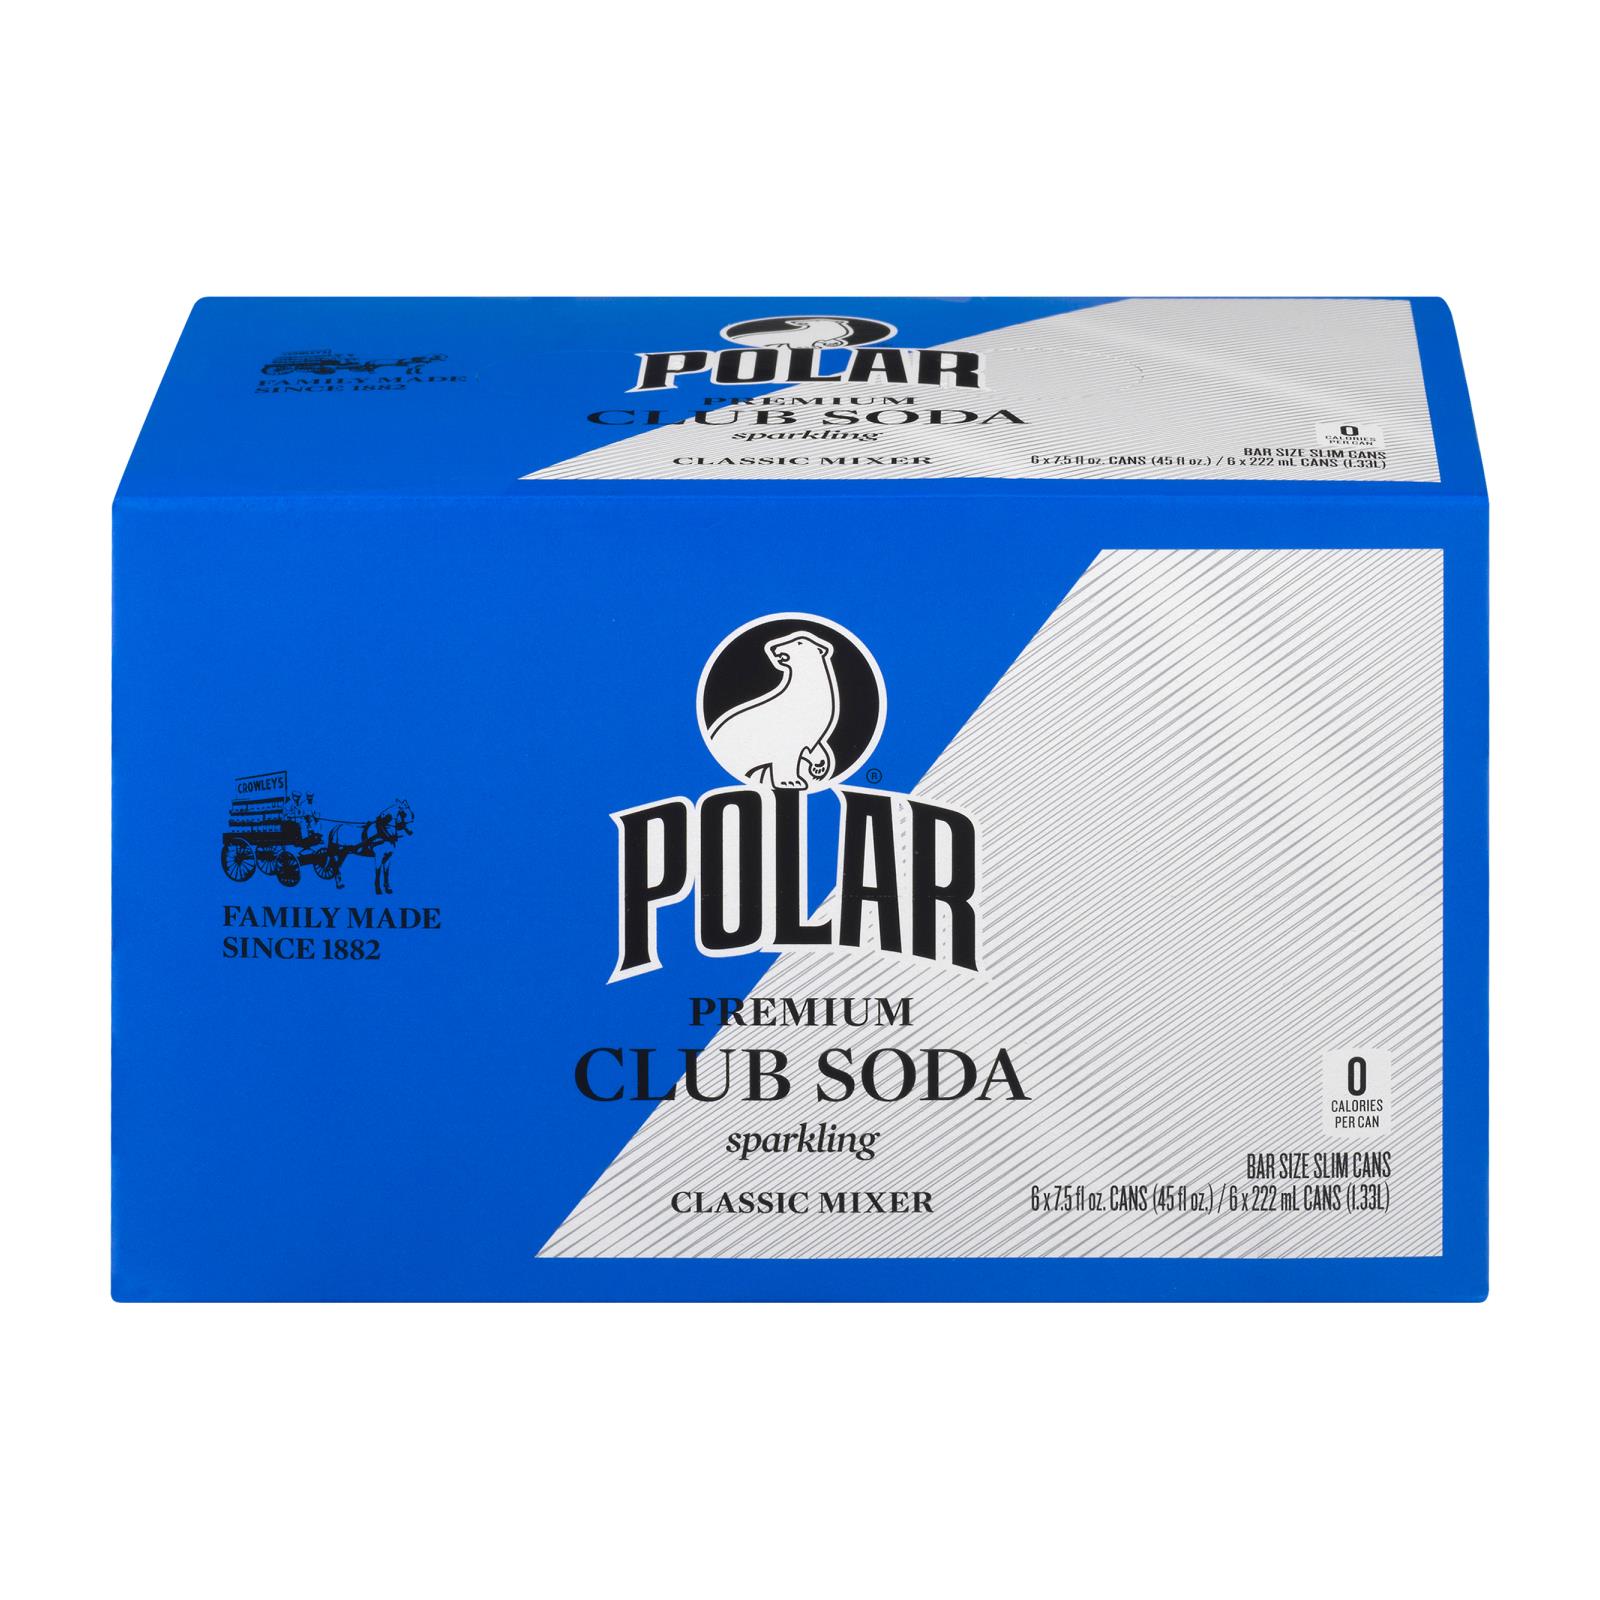 FAMILY MADE
SINCE 1882
POLAR
PREMIUM
CLUB SODA
sparkling
CLASSIC MIXER
0
CALORIES
PER CAN
BAR SIZE SLIM CANS
6 x 7.5 fl oz. CANS (45 fl oz.) / 6 x 222 mL CANS (1.33L)
CROWLEY'S
FAMILY MADE
SINCE 1882
®
POLAR
PREMIUM
CLUB SODA
sparkling
CLASSIC MIXER
0
CALORIES
PER CAN
BAR SIZE SLIM CANS
6 x 7.5 fl oz. CANS (45 fl oz.) / 6 x 222 mL CANS (1.33L)